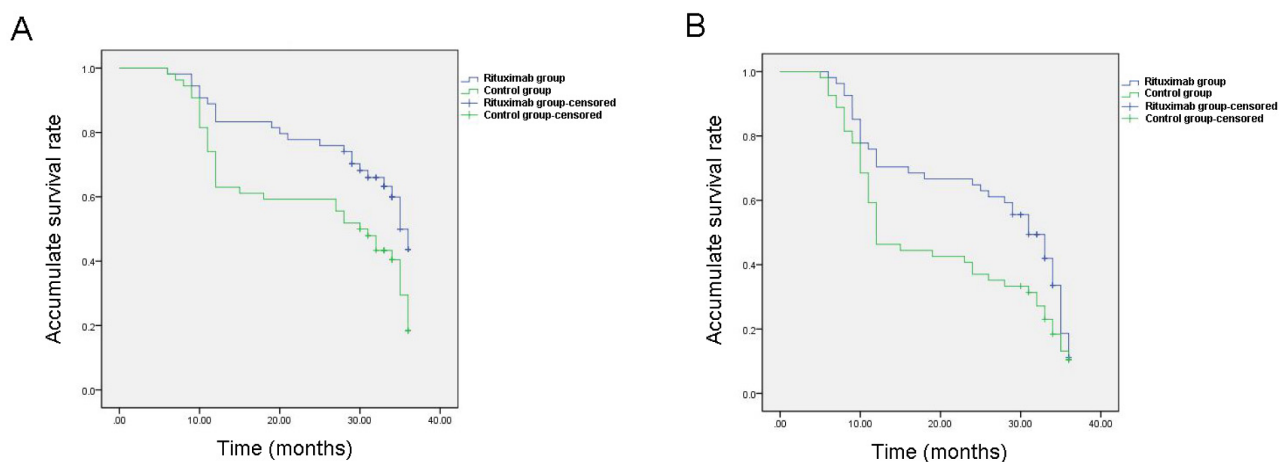 A
Accumulate survival rate
1.0
0.8
0.6
0.4
0.2
0.0
.00 10.00 20.00 30.00 40.00
Time (months)
Rituximab group
Control group
Rituximab group-censored
Control group-censored
B
Accumulate survival rate
1.0
0.8
0.6
0.4
0.2
0.0
.00 10.00 20.00 30.00 40.00
Time (months)
Rituximab group
Control group
Rituximab group-censored
Control group-censored